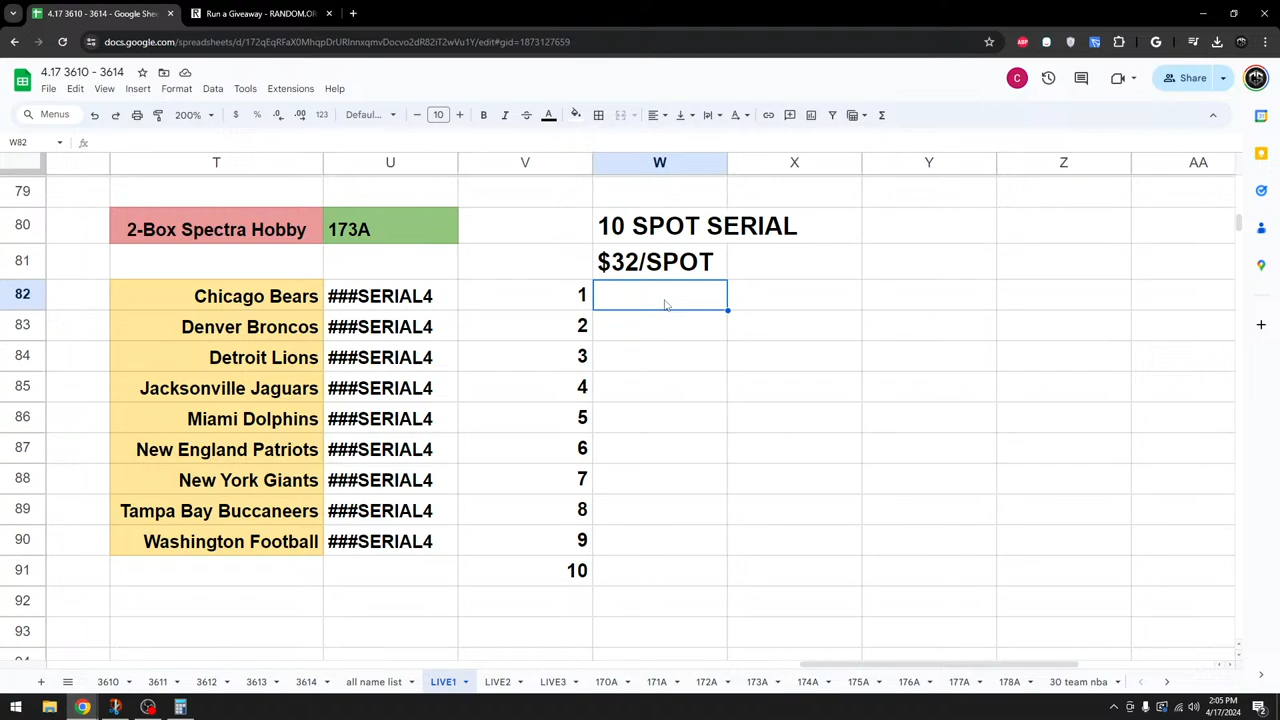 4.17 3610 - 3614 - Google She
Run a Giveaway - RANDOM.OR
docs.google.com/spreadsheets/d/172qEqRFaX0MhqpDrURInnxqmvDocvo2dR82iT2wVu1Y/edit#gid=1873127659
4.17 3610 - 3614
File Edit View Insert Format Data Tools Extensions Help
C
Share
Menus
200%
$ % .0 .00 123
Defaul...
10
B I S A
W82
fx
T U V W X Y Z AA
79
80 2-Box Spectra Hobby 173A 10 SPOT SERIAL
81 $32/SPOT
82 Chicago Bears ###SERIAL4 1
83 Denver Broncos ###SERIAL4 2
84 Detroit Lions ###SERIAL4 3
85 Jacksonville Jaguars ###SERIAL4 4
86 Miami Dolphins ###SERIAL4 5
87 New England Patriots ###SERIAL4 6
88 New York Giants ###SERIAL4 7
89 Tampa Bay Buccaneers ###SERIAL4 8
90 Washington Football ###SERIAL4 9
91 10
92
93
3610 3611 3612 3613 3614 all name list LIVE1 LIVE2 LIVE3 170A 171A 172A 173A 174A 175A 176A 177A 178A 30 team nba
2:05 PM
4/17/2024
2